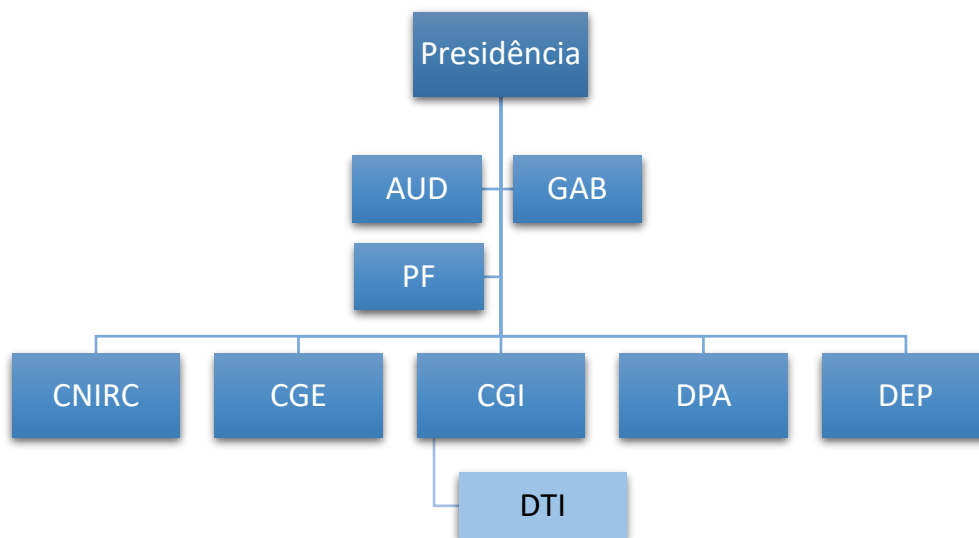 Presidência
AUD
GAB
PF
CNIRC
CGE
CGI
DPA
DEP
DTI